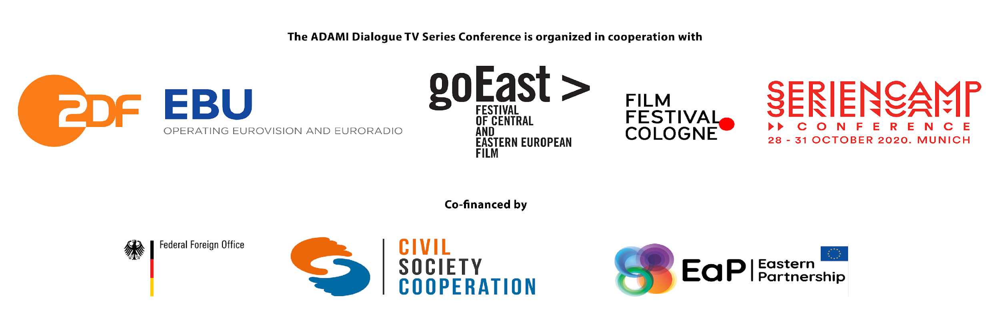 The ADAMI Dialogue TV Series Conference is organized in cooperation with
2DF
EBU
OPERATING EUROVISION AND EURORADIO
goEast >
FESTIVAL
OF CENTRAL
AND
EASTERN EUROPEAN
FILM
FILM
FESTIVAL
COLOGNE
SERIENCAMP
CONFERENCE
28 - 31 OCTOBER 2020. MUNICH
Co-financed by
Federal Foreign Office
CIVIL
SOCIETY
COOPERATION
EaP
Eastern
Partnership